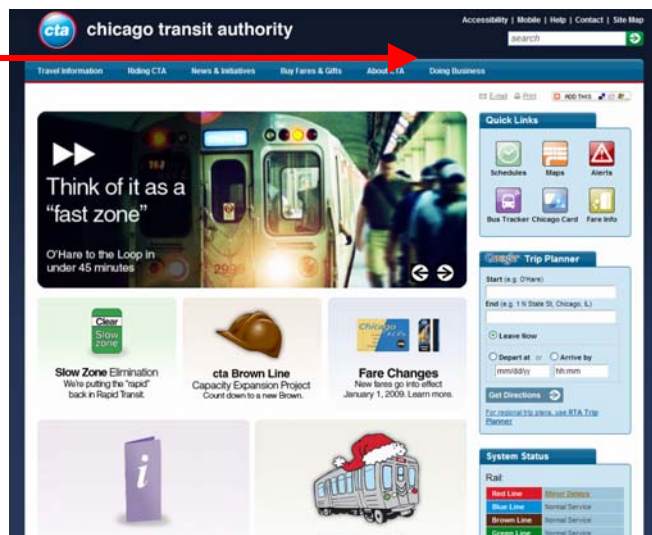 Accessibility | Mobile | Help | Contact | Site Map
cta chicago transit authority
search
Travel Information Riding CTA News & Initiatives Buy Fares & Gifts About CTA Doing Business
E-mail Print ADD THIS
Think of it as a
"fast zone"
O'Hare to the Loop in
under 45 minutes
Quick Links
Schedules Maps Alerts
Bus Tracker Chicago Card Fare Info
Google Trip Planner
Start (e.g. O'Hare)
End (e.g. 1 N State St, Chicago, IL)
Leave Now
Depart at or Arrive by
mm/dd/yy hh:mm
Get Directions
For regional trip plans, use RTA Trip
Planner
Clear
Slow
zone
Slow Zone Elimination
We're putting the "rapid"
back in Rapid Transit.
cta Brown
Line
Capacity Expansion
Project
Count down to a new Brown.
Chicago
Fare Changes
New fares go into effect
January 1, 2009. Learn more.
i
System Status
Rail
Red Line Minor Delays
Blue Line Normal Service
Brown Line Normal Service
Green Line Normal Service